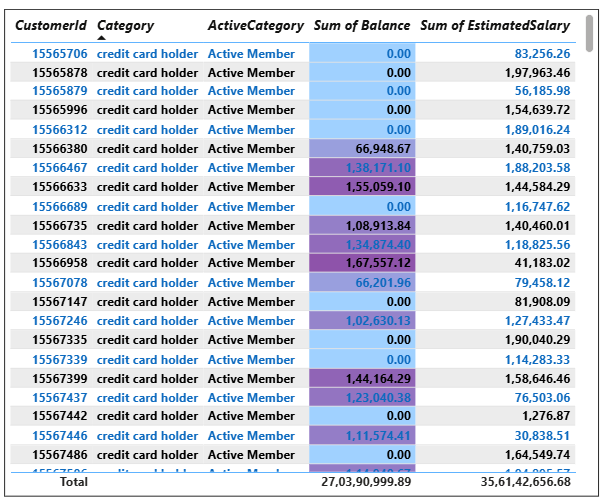 CustomerId Category ActiveCategory Sum of Balance Sum of EstimatedSalary
15565706 credit card holder Active Member 0.00 83,256.26
15565878 credit card holder Active Member 0.00 1,97,963.46
15565879 credit card holder Active Member 0.00 56,185.98
15565996 credit card holder Active Member 0.00 1,54,639.72
15566312 credit card holder Active Member 0.00 1,89,016.24
15566380 credit card holder Active Member 66,948.67 1,40,759.03
15566467 credit card holder Active Member 1,38,171.10 1,88,203.58
15566633 credit card holder Active Member 1,55,059.10 1,44,584.29
15566689 credit card holder Active Member 0.00 1,16,747.62
15566735 credit card holder Active Member 1,08,913.84 1,40,460.01
15566843 credit card holder Active Member 1,34,874.40 1,18,825.56
15566958 credit card holder Active Member 1,67,557.12 41,183.02
15567078 credit card holder Active Member 66,201.96 79,458.12
15567147 credit card holder Active Member 0.00 81,908.09
15567246 credit card holder Active Member 1,02,630.13 1,27,433.47
15567335 credit card holder Active Member 0.00 1,90,040.29
15567339 credit card holder Active Member 0.00 1,14,283.33
15567399 credit card holder Active Member 1,44,164.29 1,58,646.46
15567437 credit card holder Active Member 1,23,040.38 76,503.06
15567442 credit card holder Active Member 0.00 1,276.87
15567446 credit card holder Active Member 1,11,574.41 30,838.51
15567486 credit card holder Active Member 0.00 1,64,549.74
credit card holder Active Member
Total 27,03,90,999.89 35,61,42,656.68